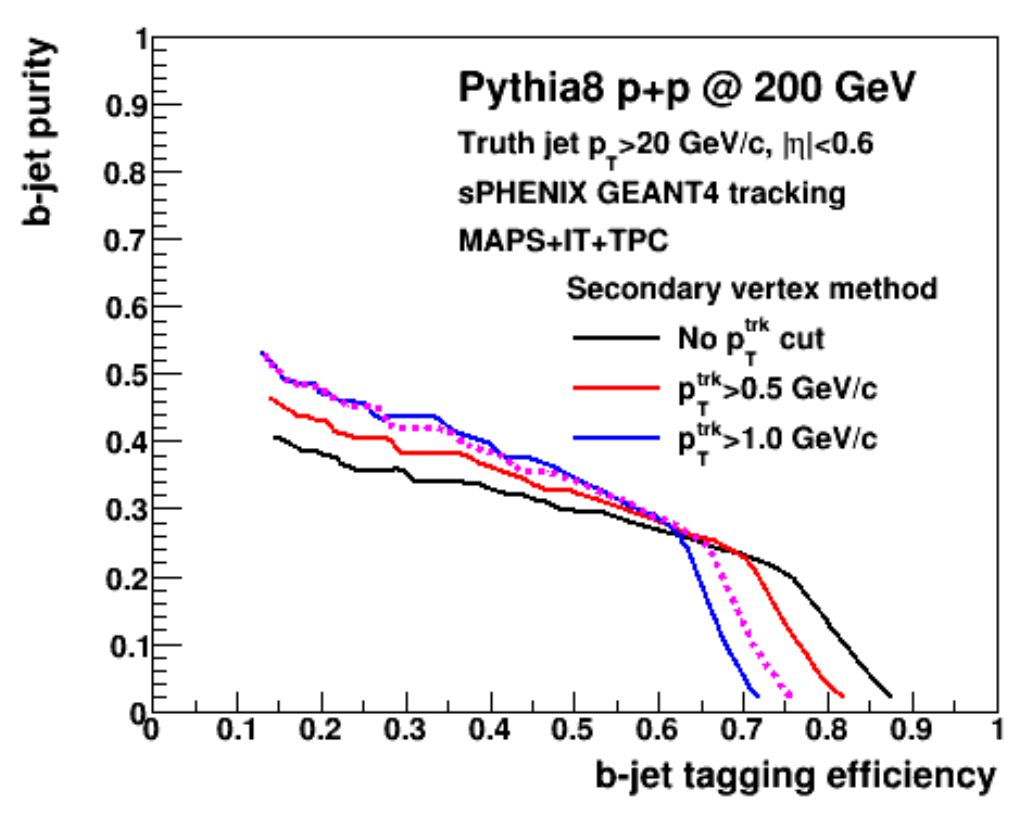 b-jet purity
1
0.9
0.8
0.7
0.6
0.5
0.4
0.3
0.2
0.1
0
Pythia8 p+p @ 200 GeV
Truth jet p_T>20 GeV/c, |η|<0.6
sPHENIX GEANT4 tracking
MAPS+IT+TPC
Secondary vertex method
No p_T^trk cut
p_T^trk>0.5 GeV/c
p_T^trk>1.0 GeV/c
0 0.1 0.2 0.3 0.4 0.5 0.6 0.7 0.8 0.9 1
b-jet tagging efficiency